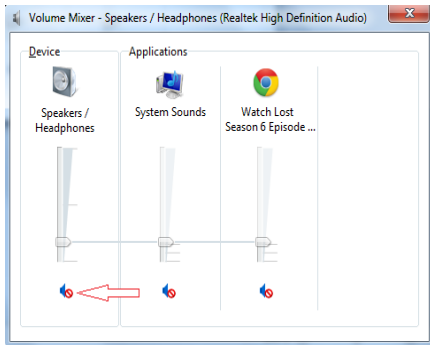 Volume Mixer - Speakers / Headphones (Realtek High Definition Audio)
Device
Applications
Speakers /
Headphones
System Sounds
Watch Lost
Season 6 Episode ...